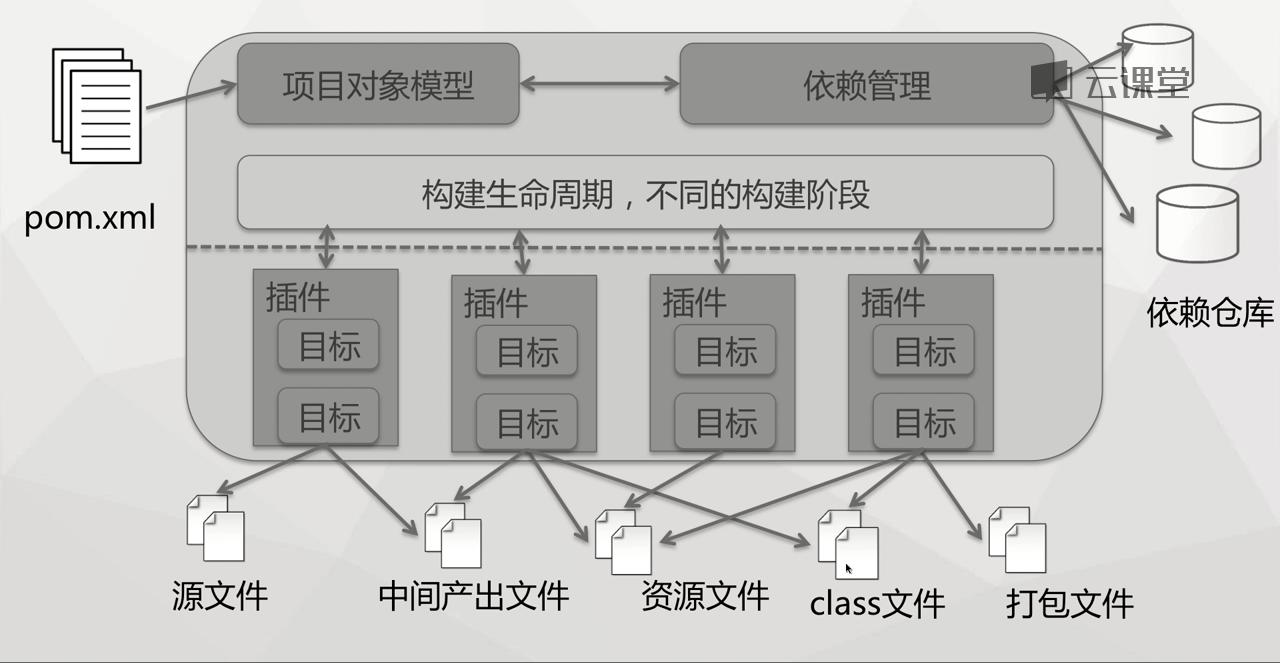 项目对象模型
依赖管理
云课堂
pom.xml
构建生命周期，不同的构建阶段
依赖仓库
插件
目标
目标
插件
目标
目标
插件
目标
目标
插件
目标
目标
源文件
中间产出文件
资源文件
class文件
打包文件